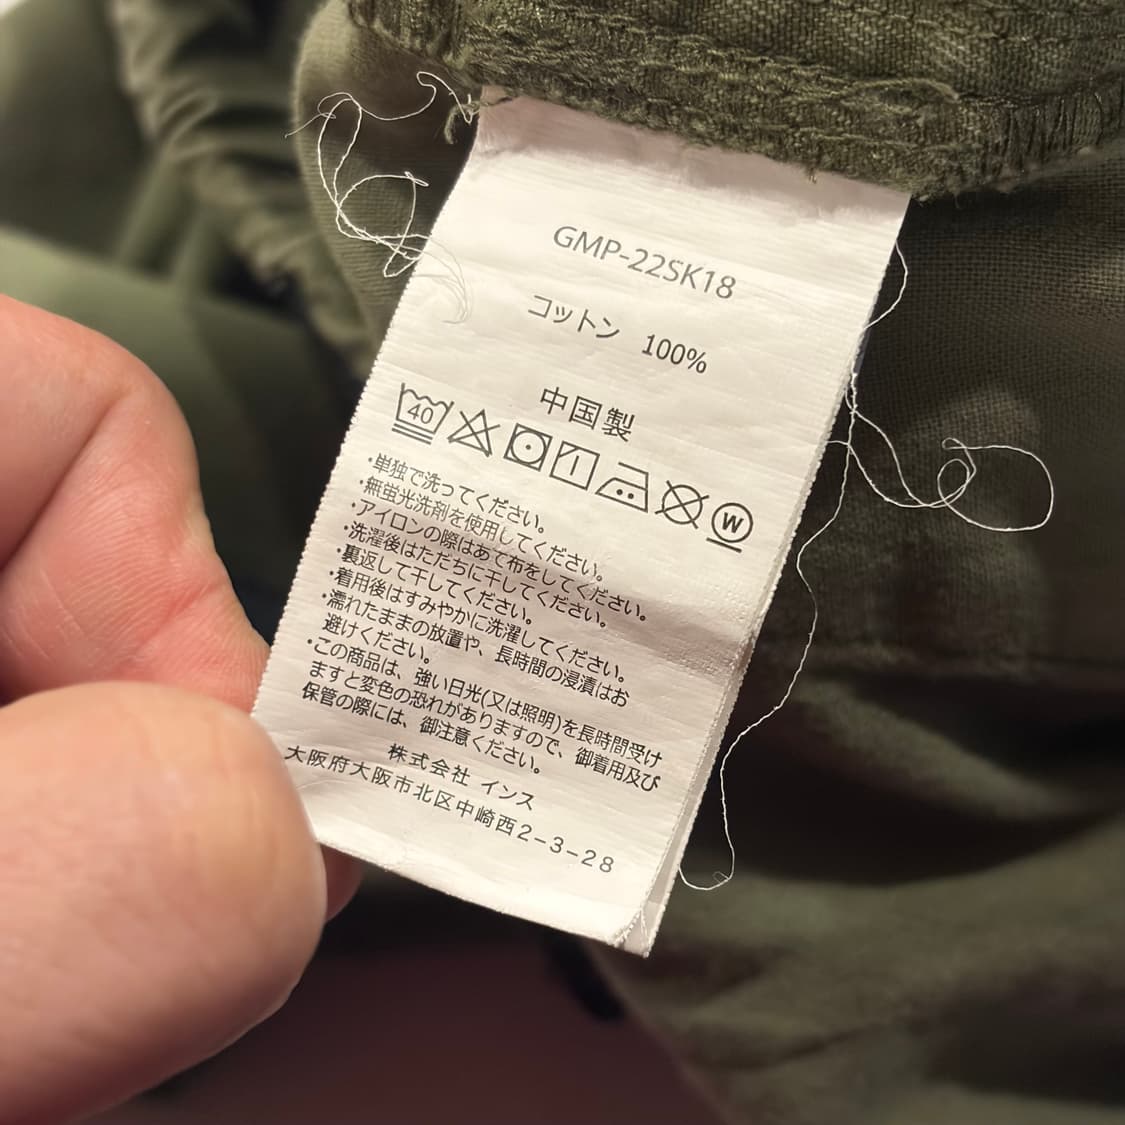 GMP-22SK18
コットン 100%
中国製
40 W
・単独で洗ってください。
・無蛍光洗剤を使用してください。
・アイロンの際はあて布をしてください。
・洗濯後はただちに干してください。
・裏返して干してください。
・着用後はすみやかに洗濯してください。
・濡れたままの放置や、長時間の浸漬はお
避けください。
・この商品は、強い日光(又は照明)を長時間受け
ますと変色の恐れがありますので、御着用及び
保管の際には、御注意ください。
株式会社 インス
大阪府大阪市北区中崎西2-3-28